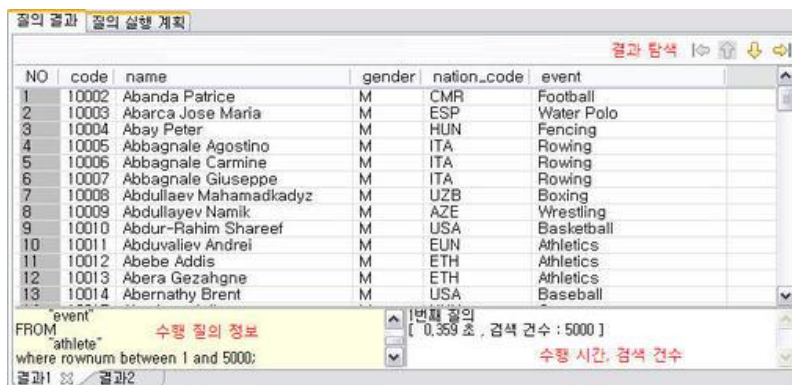 질의 결과 질의 실행 계획
결과 탐색
NO code name gender nation_code event
1 10002 Abanda Patrice M CMR Football
2 10003 Abarca Jose Maria M ESP Water Polo
3 10004 Abay Peter M HUN Fencing
4 10005 Abbagnale Agostino M ITA Rowing
5 10006 Abbagnale Carmine M ITA Rowing
6 10007 Abbagnale Giuseppe M ITA Rowing
7 10008 Abdullaev Mahamadkadyz M UZB Boxing
8 10009 Abdullayev Namik M AZE Wrestling
9 10010 Abdur-Rahim Shareef M USA Basketball
10 10011 Abduvaliev Andrei M EUN Athletics
11 10012 Abebe Addis M ETH Athletics
12 10013 Abera Gezahgne M ETH Athletics
13 10014 Abernathy Brent M USA Baseball
"event"
FROM
"athlete"
where rownum between 1 and 5000;
수행 질의 정보
1번째 질의
[ 0.359 초 , 검색 건수 : 5000 ]
수행 시간, 검색 건수
결과1 결과2